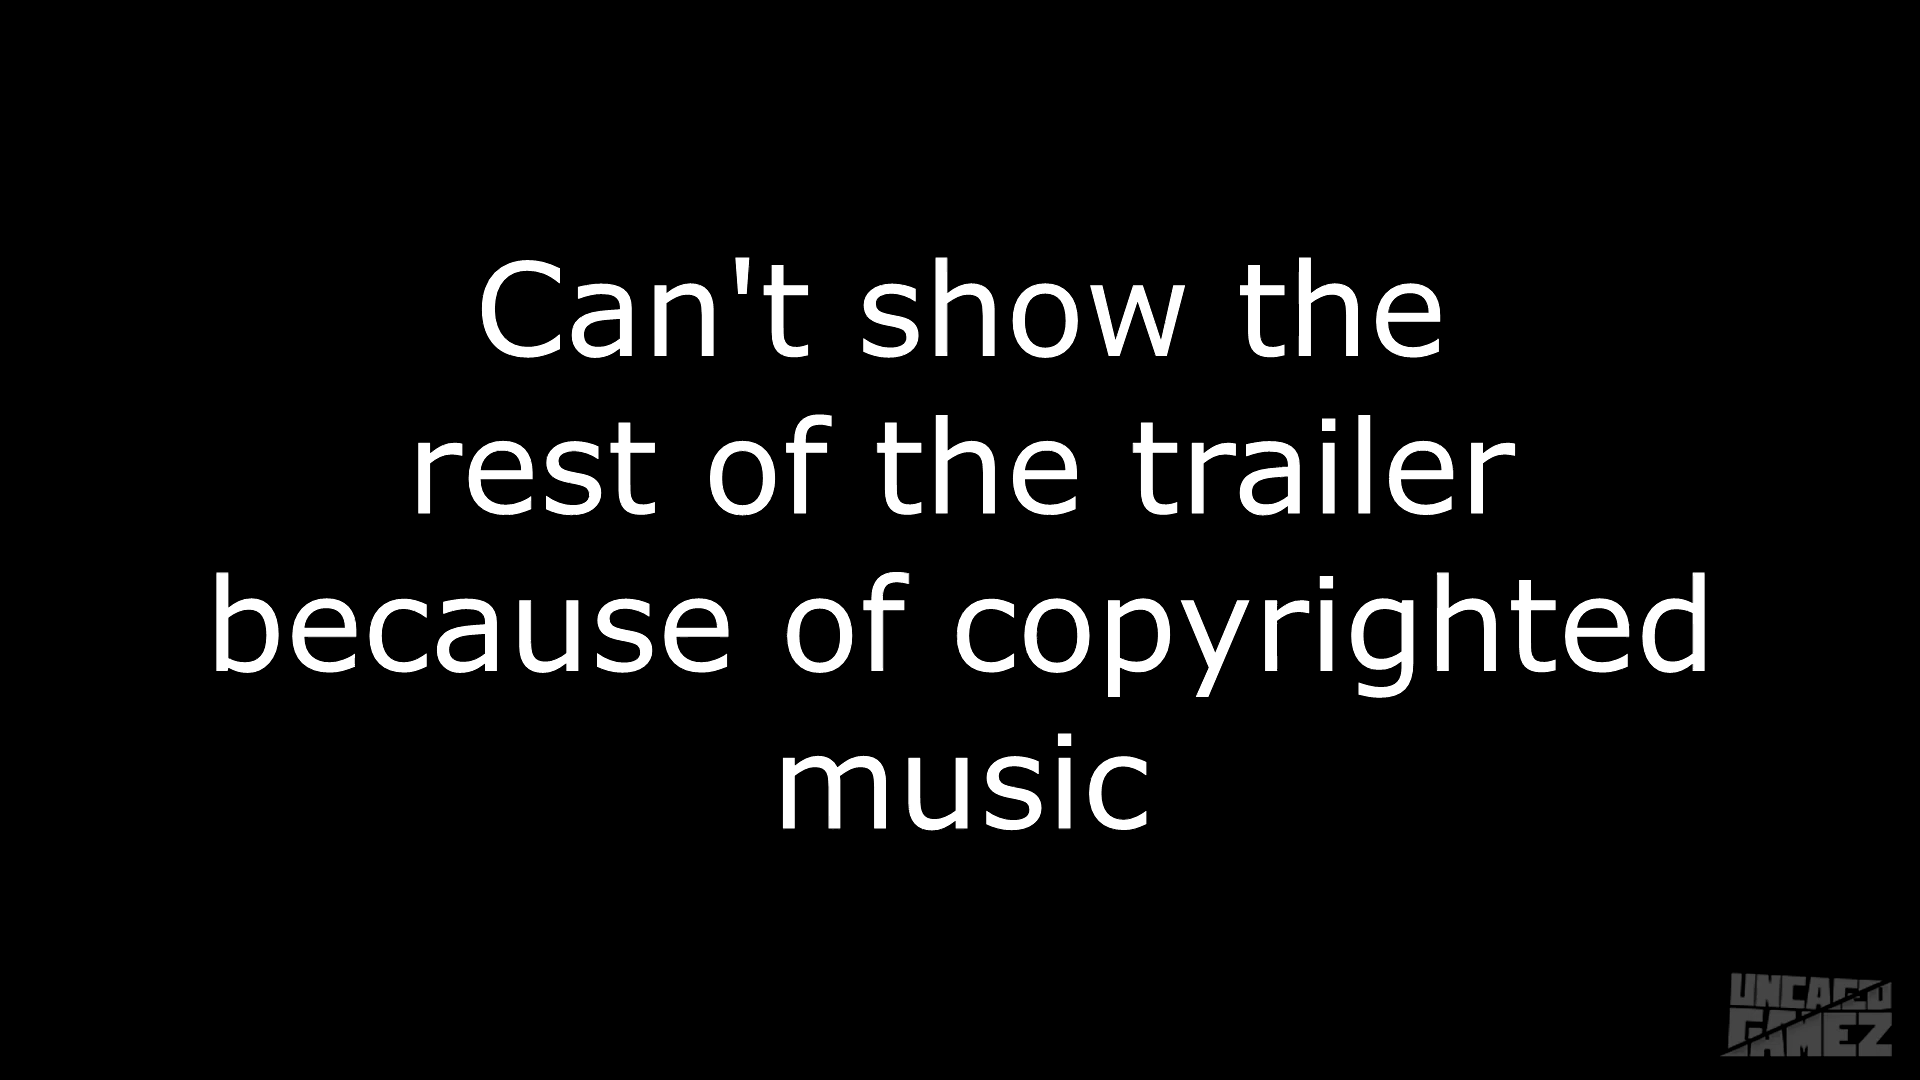 Can't show the
rest of the trailer
because of copyrighted
music
UNCAGED
GAMEZ